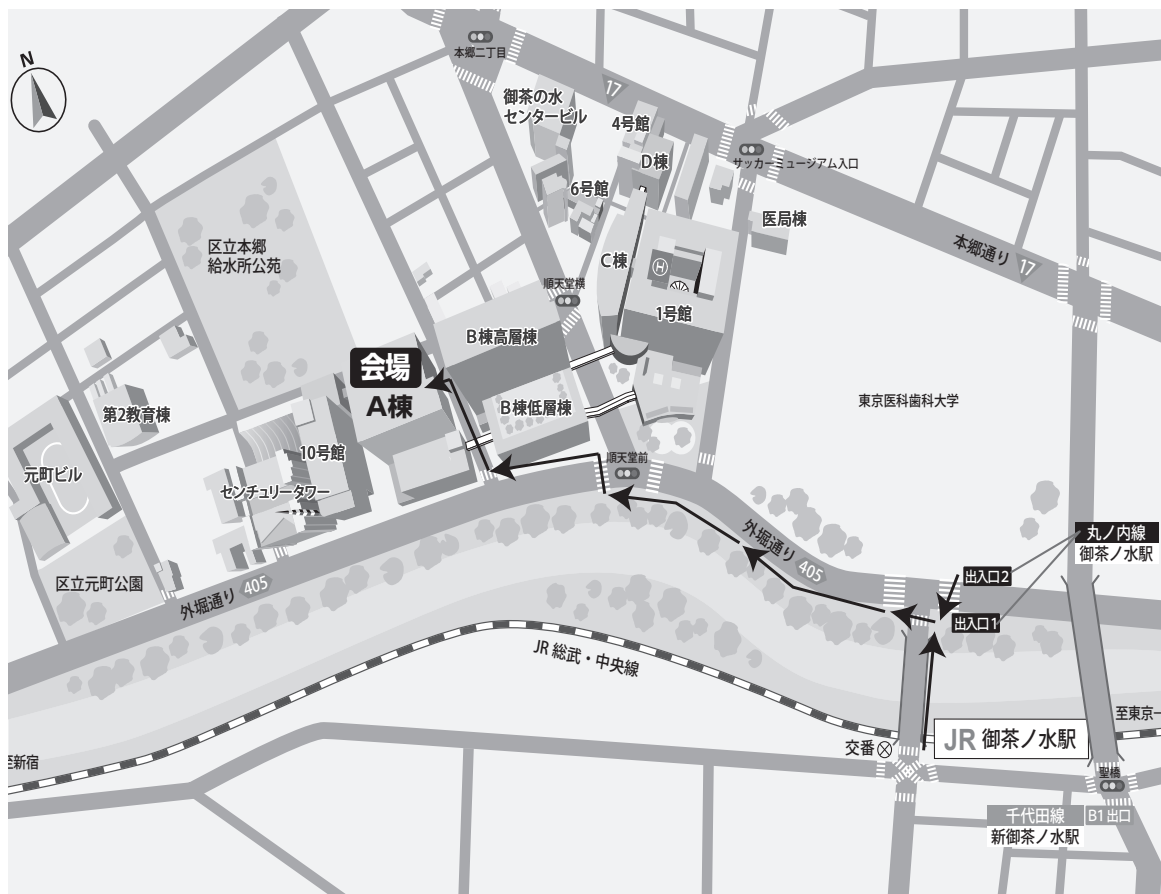 N
本郷二丁目
御茶の水
センタービル
17
4号館
D棟
サッカーミュージアム入口
6号館
医局棟
区立本郷
給水所公苑
C棟
H
本郷通り 17
順天堂横
1号館
B棟高層棟
会場
A棟
B棟低層棟
東京医科歯科大学
第2教育棟
10号館
順天堂前
元町ビル
センチュリータワー
外堀通り 405
丸ノ内線
御茶ノ水駅
出入口2
区立元町公園
外堀通り 405
出入口1
JR 総武・中央線
至東京
JR 御茶ノ水駅
交番
至新宿
聖橋
千代田線 B1出口
新御茶ノ水駅